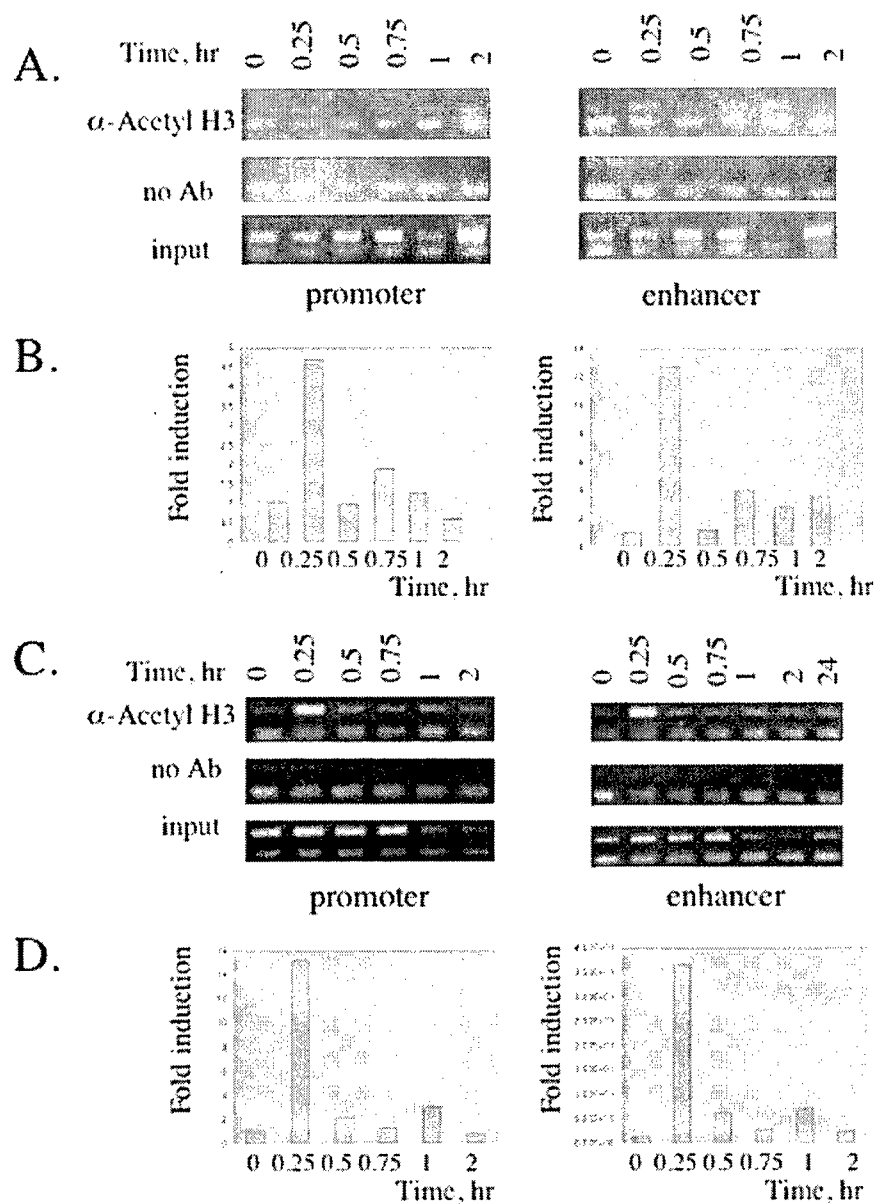 A.
Time, hr 0 0.25 0.5 0.75 1 2 0 0.25 0.5 0.75 1 2
α-Acetyl H3
no Ab
input
promoter enhancer
B.
Fold induction
0 0.25 0.5 0.75 1 2
Time, hr
Fold induction
0 0.25 0.5 0.75 1 2
Time, hr
C.
Time, hr 0 0.25 0.5 0.75 1 2 0 0.25 0.5 0.75 1 2 24
α-Acetyl H3
no Ab
input
promoter enhancer
D.
Fold induction
0 0.25 0.5 0.75 1 2
Time, hr
Fold induction
0 0.25 0.5 0.75 1 2
Time, hr